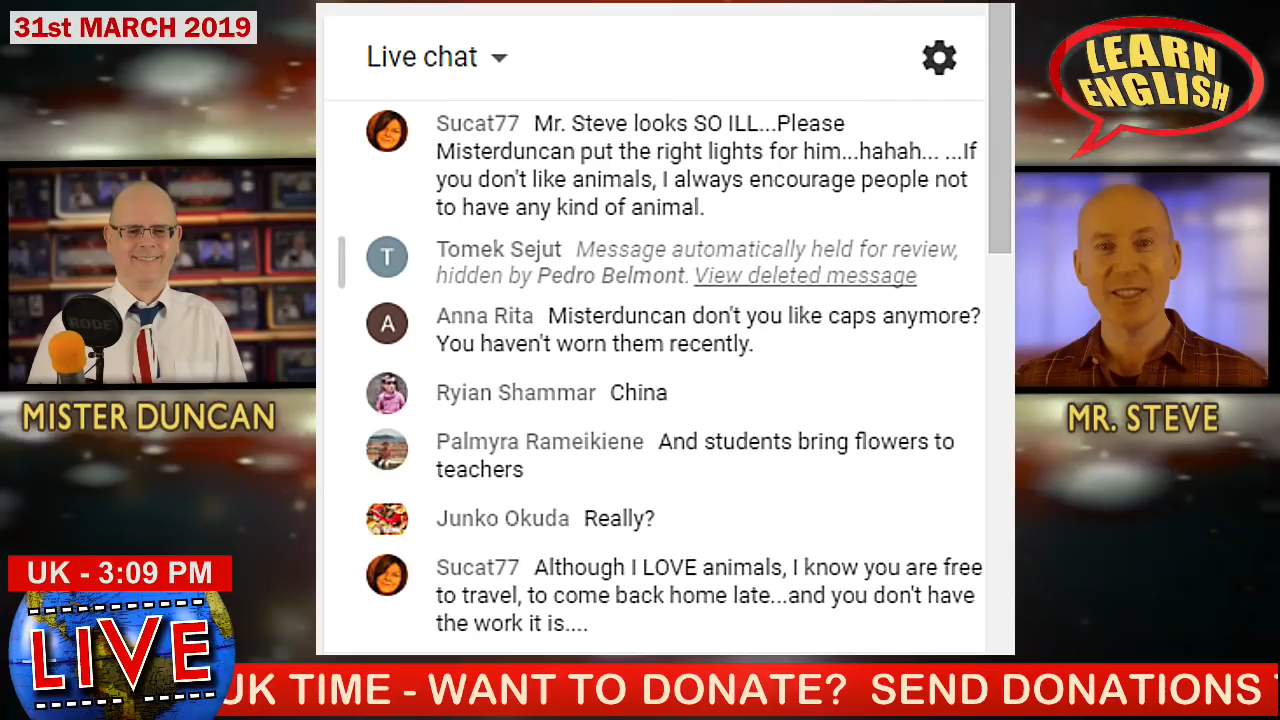 31st MARCH 2019
LEARN
ENGLISH
Live chat
Sucat77 Mr. Steve looks SO ILL...Please
Misterduncan put the right lights for him...hahah... ...If
you don't like animals, I always encourage people not
to have any kind of animal.
T
Tomek Sejut Message automatically held for review,
hidden by Pedro Belmont. View deleted message
A
Anna Rita Misterduncan don't you like caps anymore?
You haven't worn them recently.
Ryian Shammar China
Palmyra Rameikiene And students bring flowers to
teachers
Junko Okuda Really?
Sucat77 Although I LOVE animals, I know you are free
to travel, to come back home late...and you don't have
the work it is....
RODE
MISTER DUNCAN
MR. STEVE
UK - 3:09 PM
LIVE
UK TIME - WANT TO DONATE? SEND DONATIONS